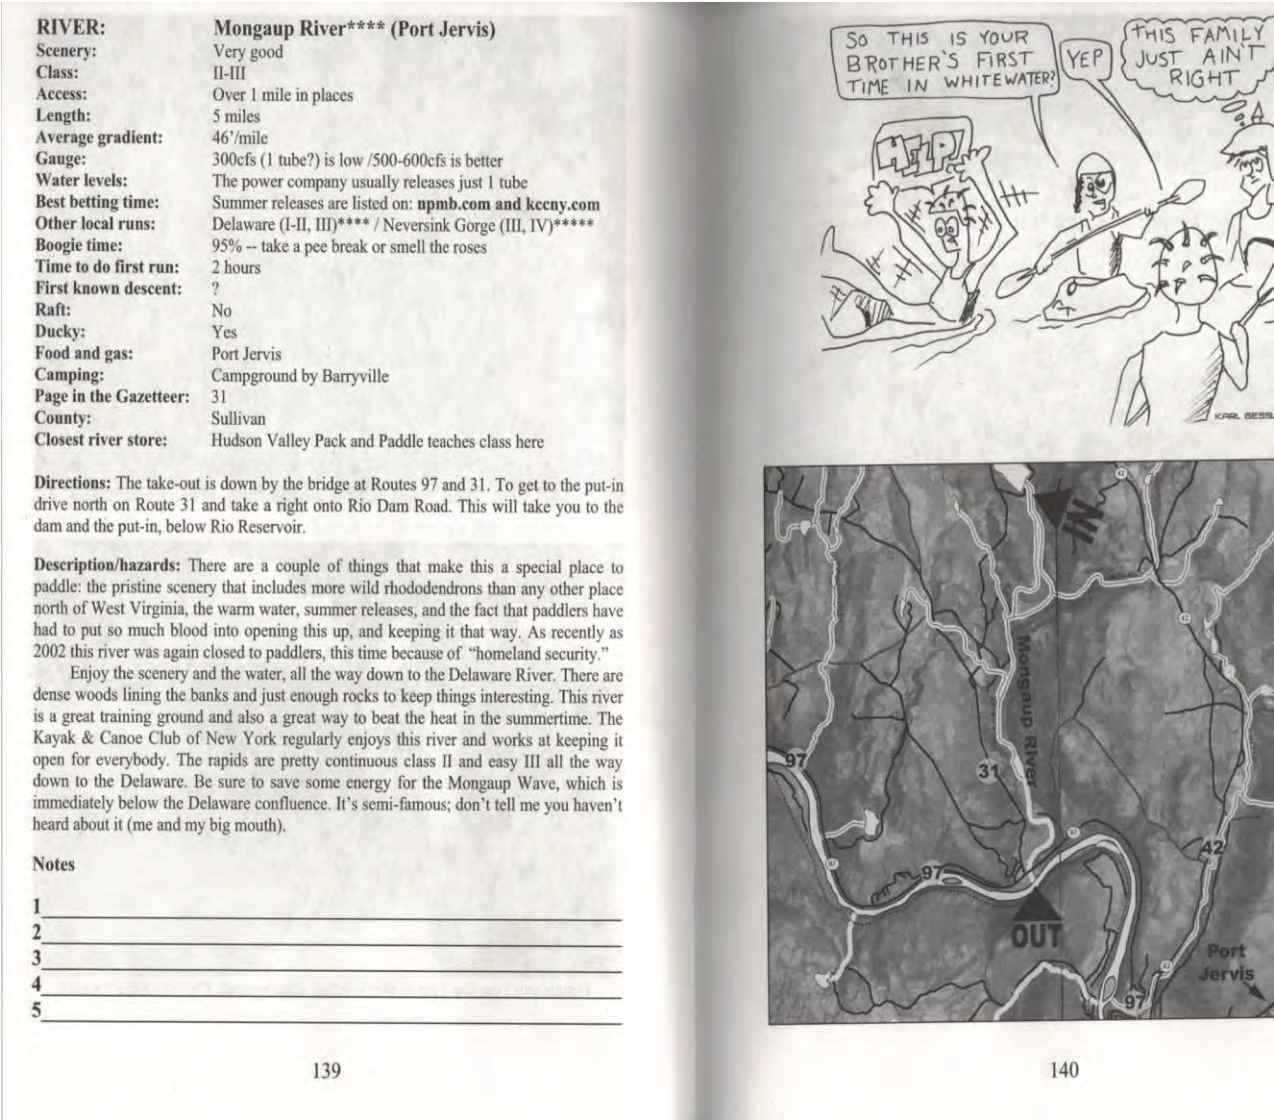 RIVER: Mongaup River**** (Port Jervis)
Scenery: Very good
Class: II-III
Access: Over 1 mile in places
Length: 5 miles
Average gradient: 46'/mile
Gauge: 300cfs (1 tube?) is low /500-600cfs is better
Water levels: The power company usually releases just 1 tube
Best betting time: Summer releases are listed on: npmb.com and kccny.com
Other local runs: Delaware (I-II, III)**** / Neversink Gorge (III, IV)*****
Boogie time: 95% -- take a pee break or smell the roses
Time to do first run: 2 hours
First known descent: ?
Raft: No
Ducky: Yes
Food and gas: Port Jervis
Camping: Campground by Barryville
Page in the Gazetteer: 31
County: Sullivan
Closest river store: Hudson Valley Pack and Paddle teaches class here
Directions: The take-out is down by the bridge at Routes 97 and 31. To get to the put-in
drive north on Route 31 and take a right onto Rio Dam Road. This will take you to the
dam and the put-in, below Rio Reservoir.
Description/hazards: There are a couple of things that make this a special place to
paddle: the pristine scenery that includes more wild rhododendrons than any other place
north of West Virginia, the warm water, summer releases, and the fact that paddlers have
had to put so much blood into opening this up, and keeping it that way. As recently as
2002 this river was again closed to paddlers, this time because of “homeland security.”
Enjoy the scenery and the water, all the way down to the Delaware River. There are
dense woods lining the banks and just enough rocks to keep things interesting. This river
is a great training ground and also a great way to beat the heat in the summertime. The
Kayak & Canoe Club of New York regularly enjoys this river and works at keeping it
open for everybody. The rapids are pretty continuous class II and easy III all the way
down to the Delaware. Be sure to save some energy for the Mongaup Wave, which is
immediately below the Delaware confluence. It's semi-famous; don't tell me you haven't
heard about it (me and my big mouth).
Notes
1
2
3
4
5
139
SO THIS IS YOUR
BROTHER'S FIRST
TIME IN WHITEWATER?
YEP
THIS FAMILY
JUST AIN'T
RIGHT
HELP!
KARL
IN
42
42
Mongaup River
97
31
97
97
97
42
OUT
42
Port
Jervis
97
140